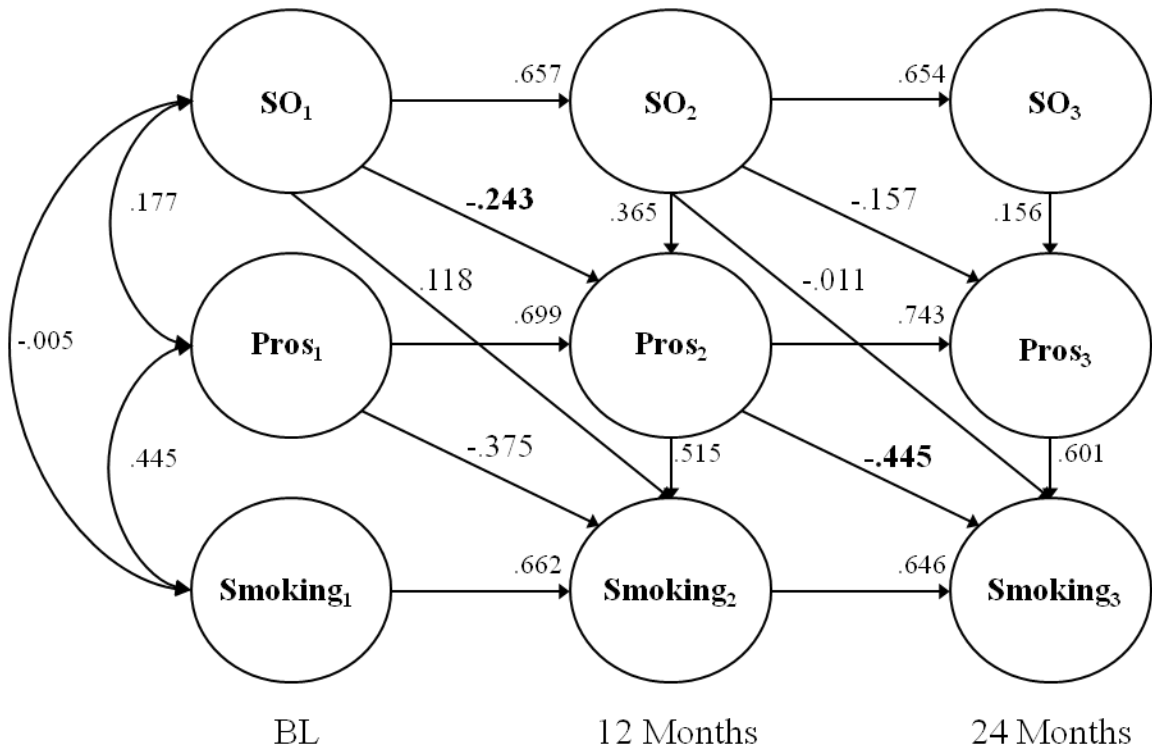 .657
.654
SO₁
SO₂
SO₃
.177
-.243
.365
-.157
.156
.118
-.011
.699
.743
-.005
Pros₁
Pros₂
Pros₃
.445
-.375
.515
-.445
.601
.662
.646
Smoking₁
Smoking₂
Smoking₃
BL
12 Months
24 Months